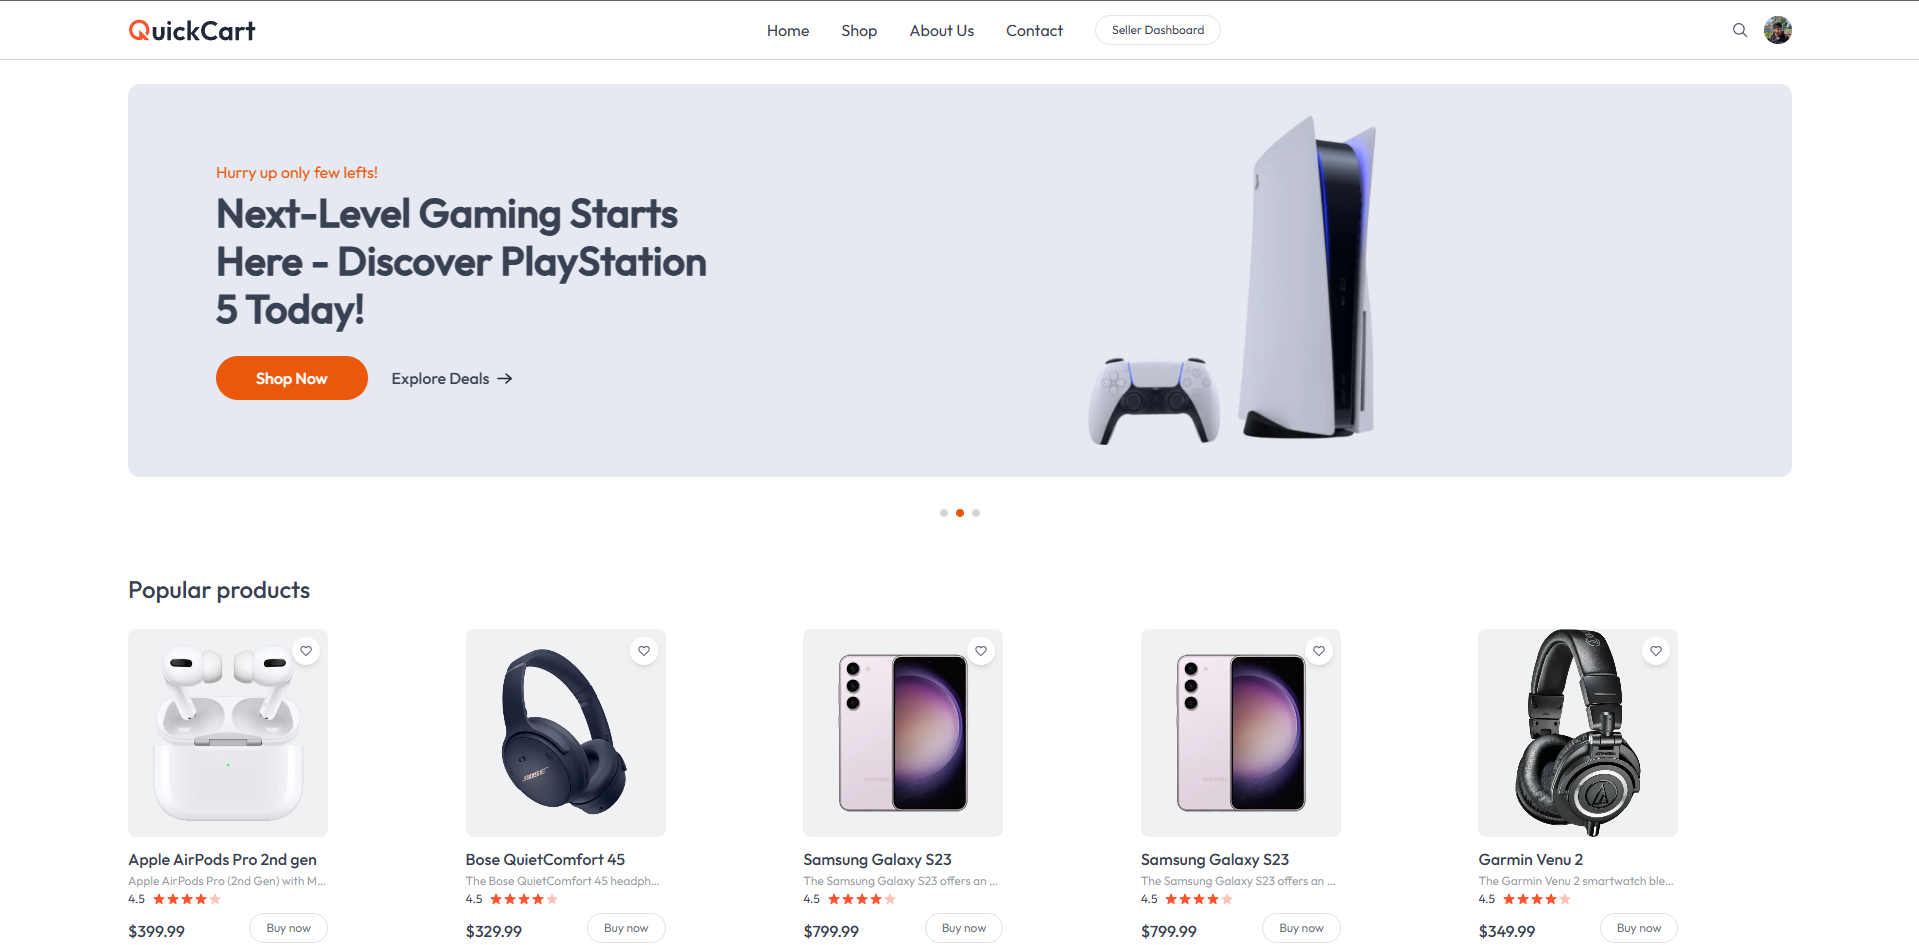 QuickCart
Home Shop About Us Contact Seller Dashboard
Hurry up only few lefts!
Next-Level Gaming Starts
Here - Discover PlayStation
5 Today!
Shop Now Explore Deals →
Popular products
BOSE
SAMSUNG
SAMSUNG
Apple AirPods Pro 2nd gen
Apple AirPods Pro (2nd Gen) with M...
4.5
$399.99 Buy now
Bose QuietComfort 45
The Bose QuietComfort 45 headph...
4.5
$329.99 Buy now
Samsung Galaxy S23
The Samsung Galaxy S23 offers an ...
4.5
$799.99 Buy now
Samsung Galaxy S23
The Samsung Galaxy S23 offers an ...
4.5
$799.99 Buy now
Garmin Venu 2
The Garmin Venu 2 smartwatch ble...
4.5
$349.99 Buy now